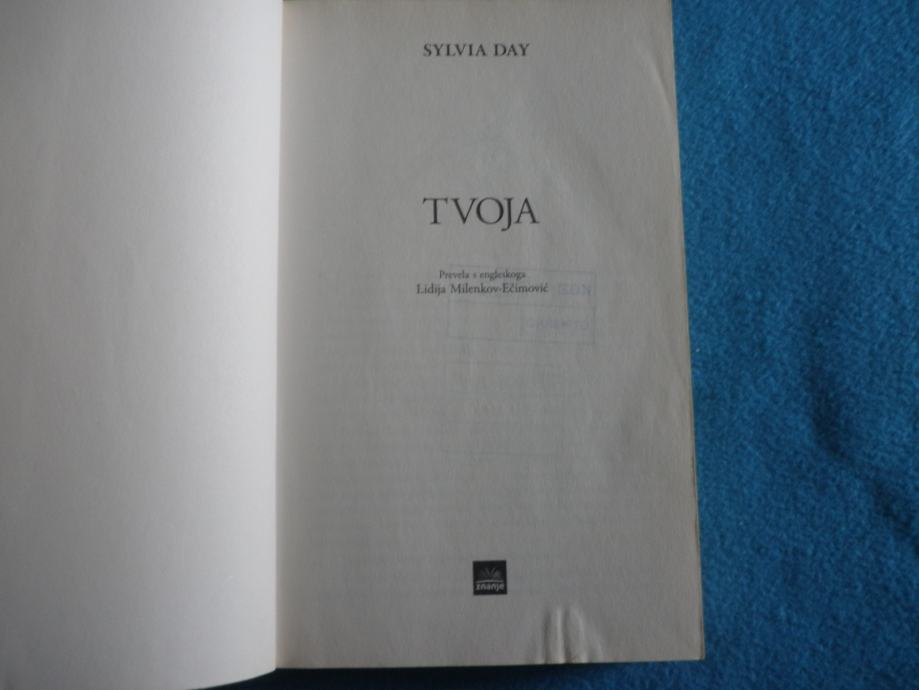 SYLVIA DAY
TVOJA
Prevela s engleskoga
Lidija Milenkov-Ečimović
znanje